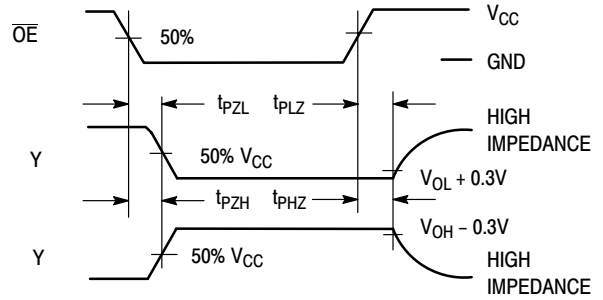 OE
50%
VCC
GND
tPZL
tPLZ
HIGH
IMPEDANCE
Y
50% VCC
VOL + 0.3V
tPZH
tPHZ
VOH − 0.3V
Y
50% VCC
HIGH
IMPEDANCE